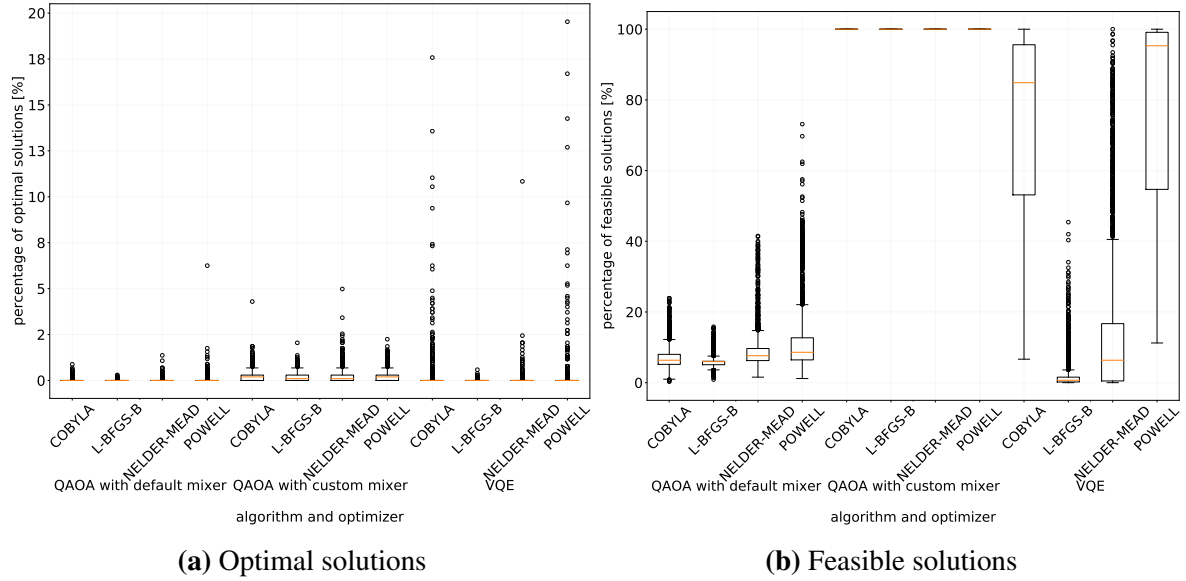 percentage of optimal solutions [%]
20
18
15
13
10
8
5
2
0
COBYLA
L-BFGS-B
NELDER-MEAD
POWELL
COBYLA
L-BFGS-B
NELDER-MEAD
POWELL
COBYLA
L-BFGS-B
NELDER-MEAD
POWELL
QAOA with default mixer QAOA with custom mixer VQE
algorithm and optimizer
(a) Optimal solutions
percentage of feasible solutions [%]
100
80
60
40
20
0
COBYLA
L-BFGS-B
NELDER-MEAD
POWELL
COBYLA
L-BFGS-B
NELDER-MEAD
POWELL
COBYLA
L-BFGS-B
NELDER-MEAD
POWELL
QAOA with default mixer QAOA with custom mixer VQE
algorithm and optimizer
(b) Feasible solutions